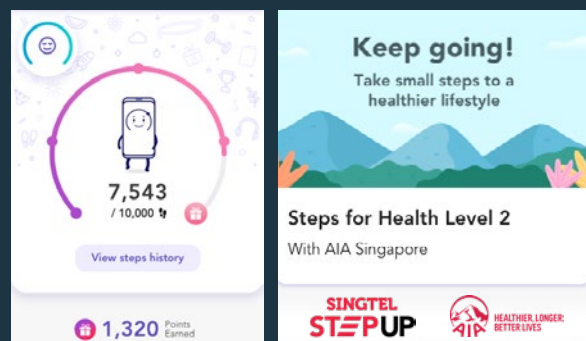 7,543
/ 10,000
View steps history
1,320 Points Earned
Keep going!
Take small steps to a
healthier lifestyle
Steps for Health Level 2
With AIA Singapore
SINGTEL
STEPUP
AIA
HEALTHIER, LONGER,
BETTER LIVES